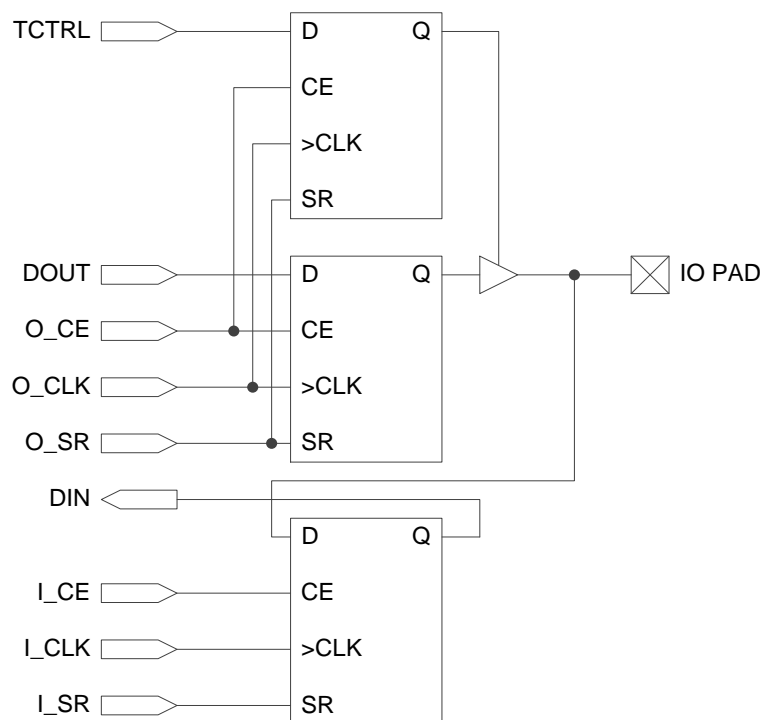 TCTRL D Q
CE
>CLK
SR
DOUT D Q IO PAD
O_CE CE
O_CLK >CLK
O_SR SR
DIN
D Q
I_CE CE
I_CLK >CLK
I_SR SR